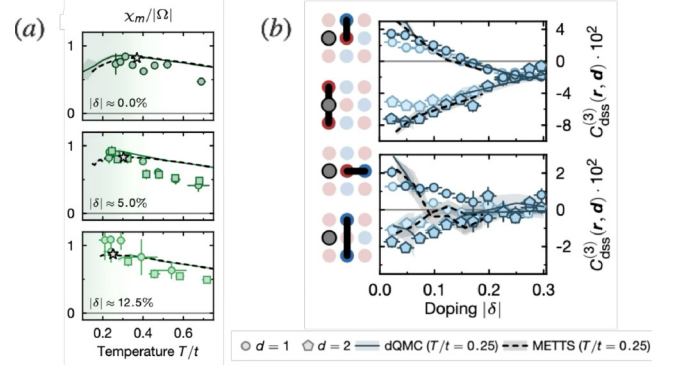 (a)
χm/|Ω|
1
0
|δ| ≈ 0.0%
1
0
|δ| ≈ 5.0%
1
0
|δ| ≈ 12.5%
0.2 0.4 0.6
Temperature T/t
(b)
4
0
-4
-8
C(3)dss (r, d) · 10²
2
0
-2
C(3)dss (r, d) · 10²
0.0 0.1 0.2 0.3
Doping |δ|
d = 1 d = 2 dQMC (T/t = 0.25) METTS (T/t = 0.25)